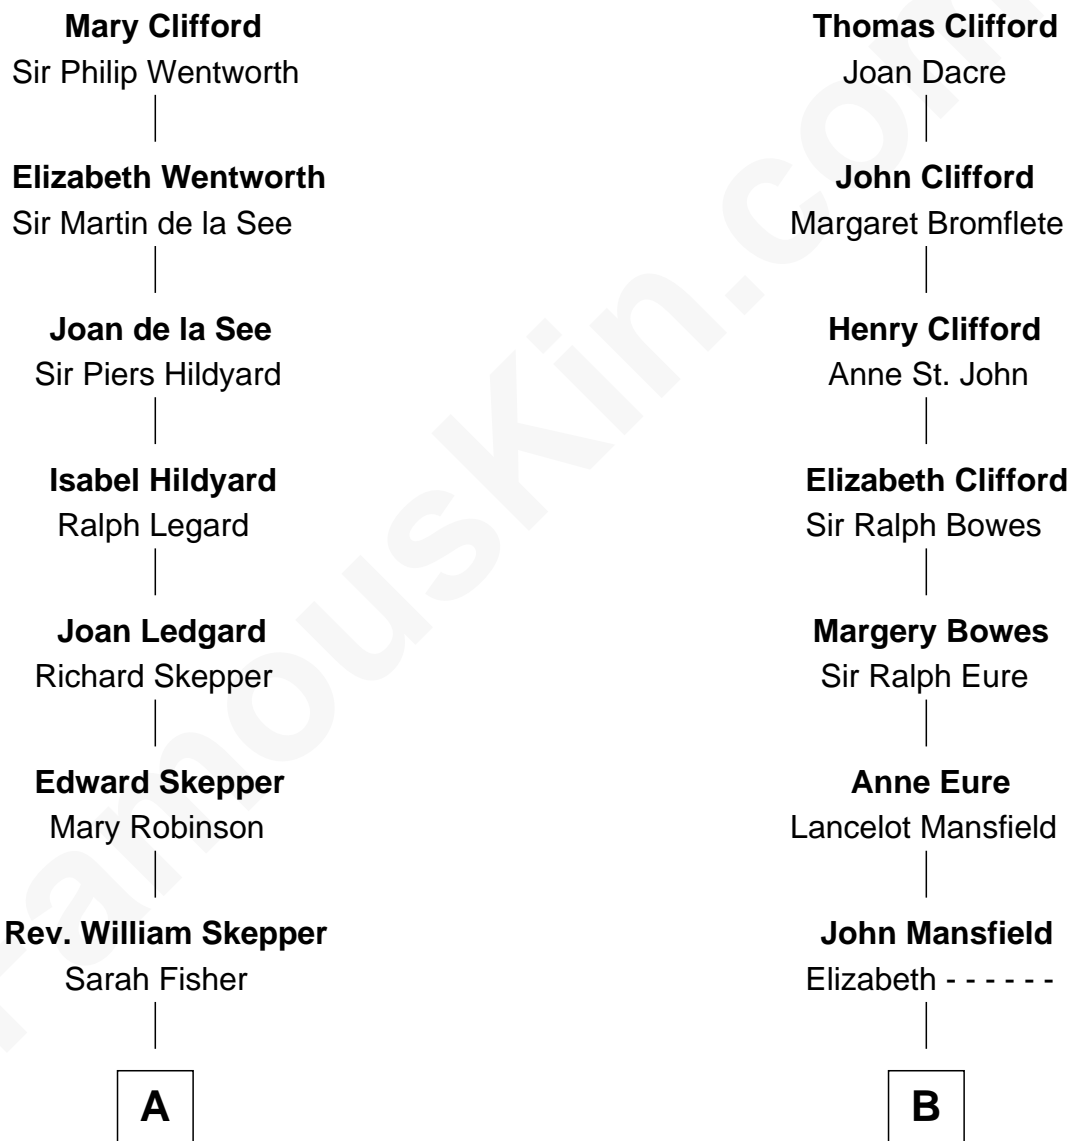 Mary Clifford
Sir Philip Wentworth
Elizabeth Wentworth
Sir Martin de la See
Joan de la See
Sir Piers Hildyard
Isabel Hildyard
Ralph Legard
Joan Ledgard
Richard Skepper
Edward Skepper
Mary Robinson
Rev. William Skepper
Sarah Fisher
A
Thomas Clifford
Joan Dacre
John Clifford
Margaret Bromflete
Henry Clifford
Anne St. John
Elizabeth Clifford
Sir Ralph Bowes
Margery Bowes
Sir Ralph Eure
Anne Eure
Lancelot Mansfield
John Mansfield
Elizabeth - - - - - -
B
FamousKin.com